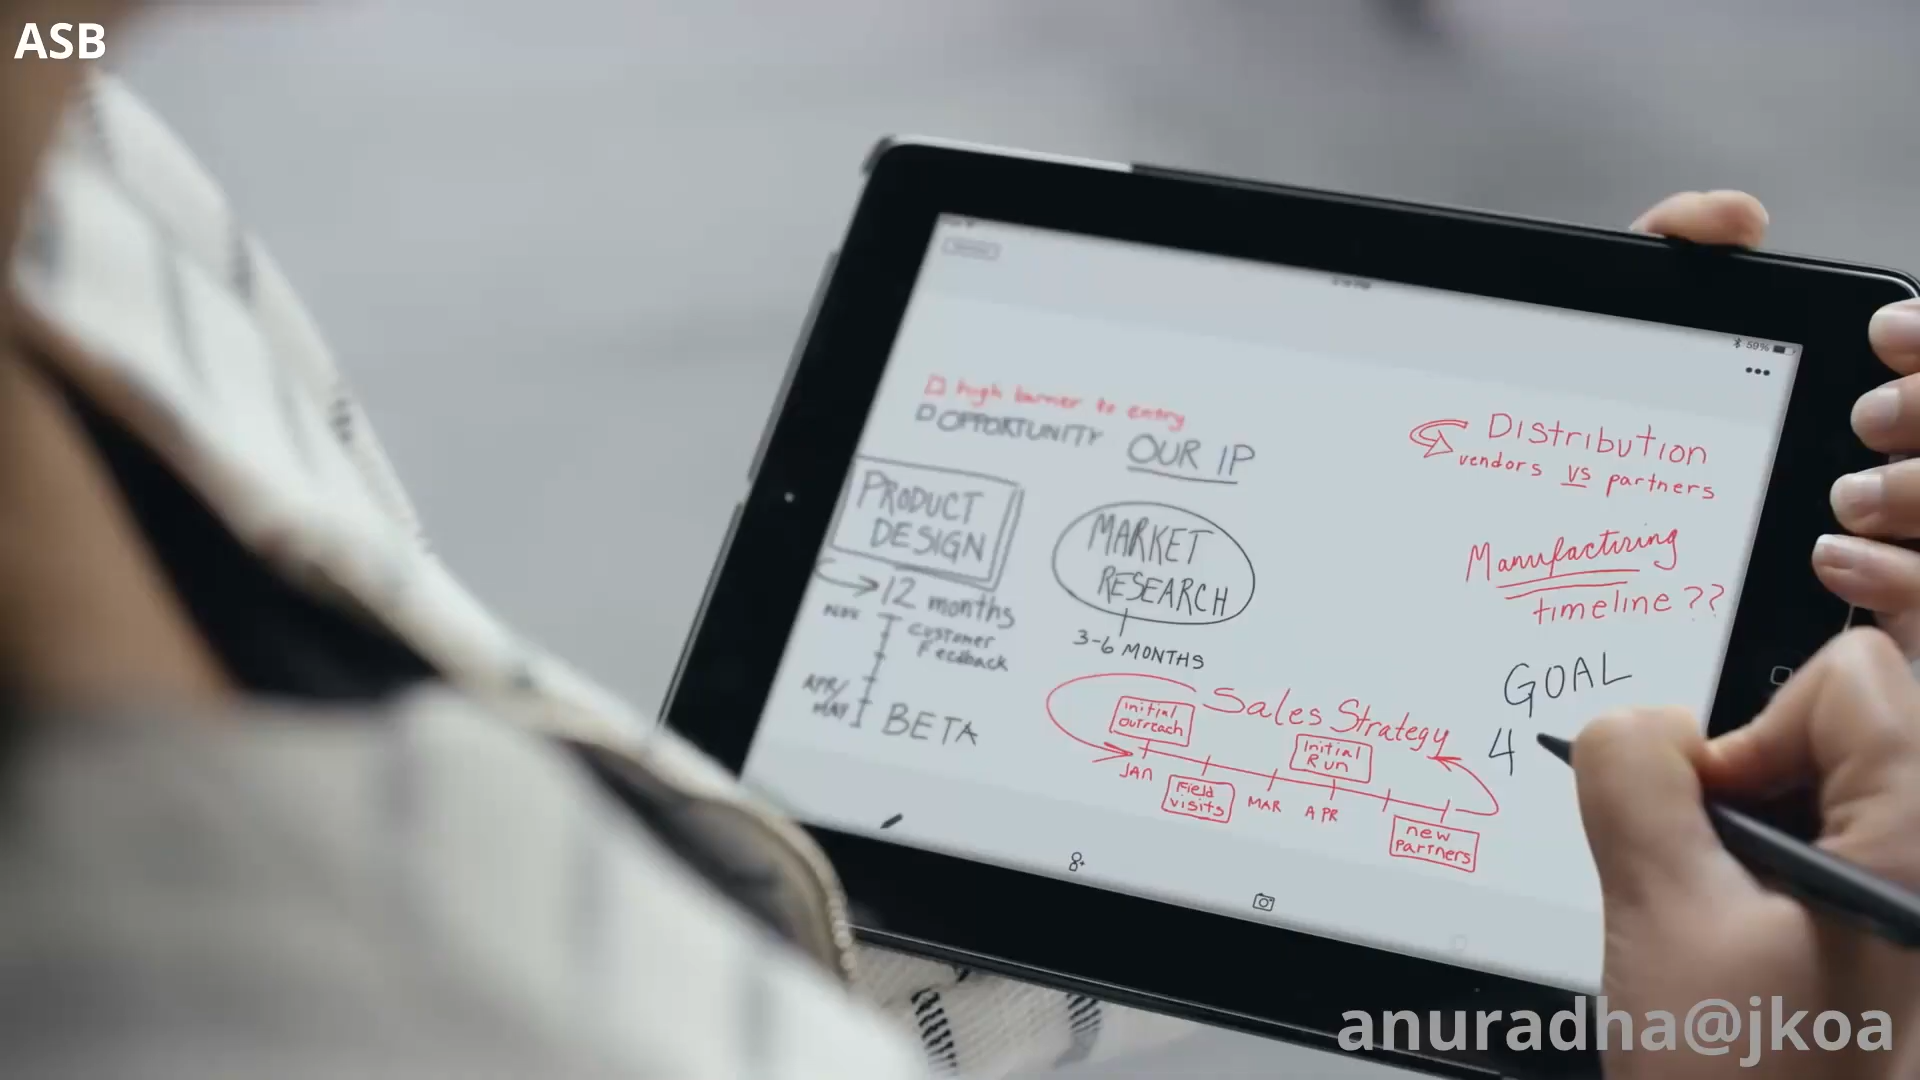 ASB
59%
high barrier to entry
OPPORTUNITY OUR IP
PRODUCT
DESIGN
12 months
NOV
Customer
Feedback
APR/
MAY
BETA
MARKET
RESEARCH
3-6 MONTHS
Distribution
vendors vs partners
Manufacturing
timeline ??
GOAL
4
Sales Strategy
Initial
outreach
Initial
Run
JAN
Field
visits
MAR
APR
new
partners
anuradha@jkoa